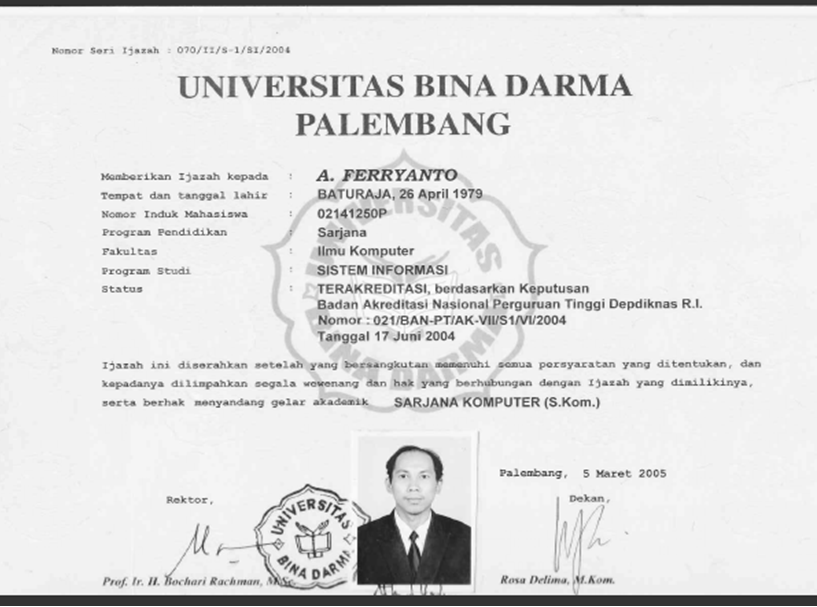 Nomor Seri Ijazah : 070/II/S-1/SI/2004
UNIVERSITAS BINA DARMA
PALEMBANG
Memberikan Ijazah kepada : A. FERRYANTO
Tempat dan tanggal lahir : BATURAJA, 26 April 1979
Nomor Induk Mahasiswa : 02141250P
Program Pendidikan : Sarjana
Fakultas : Ilmu Komputer
Program Studi : SISTEM INFORMASI
Status : TERAKREDITASI, berdasarkan Keputusan
Badan Akreditasi Nasional Perguruan Tinggi Depdiknas R.I.
Nomor : 021/BAN-PT/AK-VII/S1/VI/2004
Tanggal 17 Juni 2004
Ijazah ini diserahkan setelah yang bersangkutan memenuhi semua persyaratan yang ditentukan, dan
kepadanya dilimpahkan segala wewenang dan hak yang berhubungan dengan Ijazah yang dimilikinya,
serta berhak menyandang gelar akademik SARJANA KOMPUTER (S.Kom.)
Palembang, 5 Maret 2005
Rektor,
Dekan,
UNIVERSITAS BINA DARMA
Prof. Ir. H. Bochari Rachman, M.Sc.
Rosa Delima, M.Kom.
UNIVERSITAS BINA DARMA